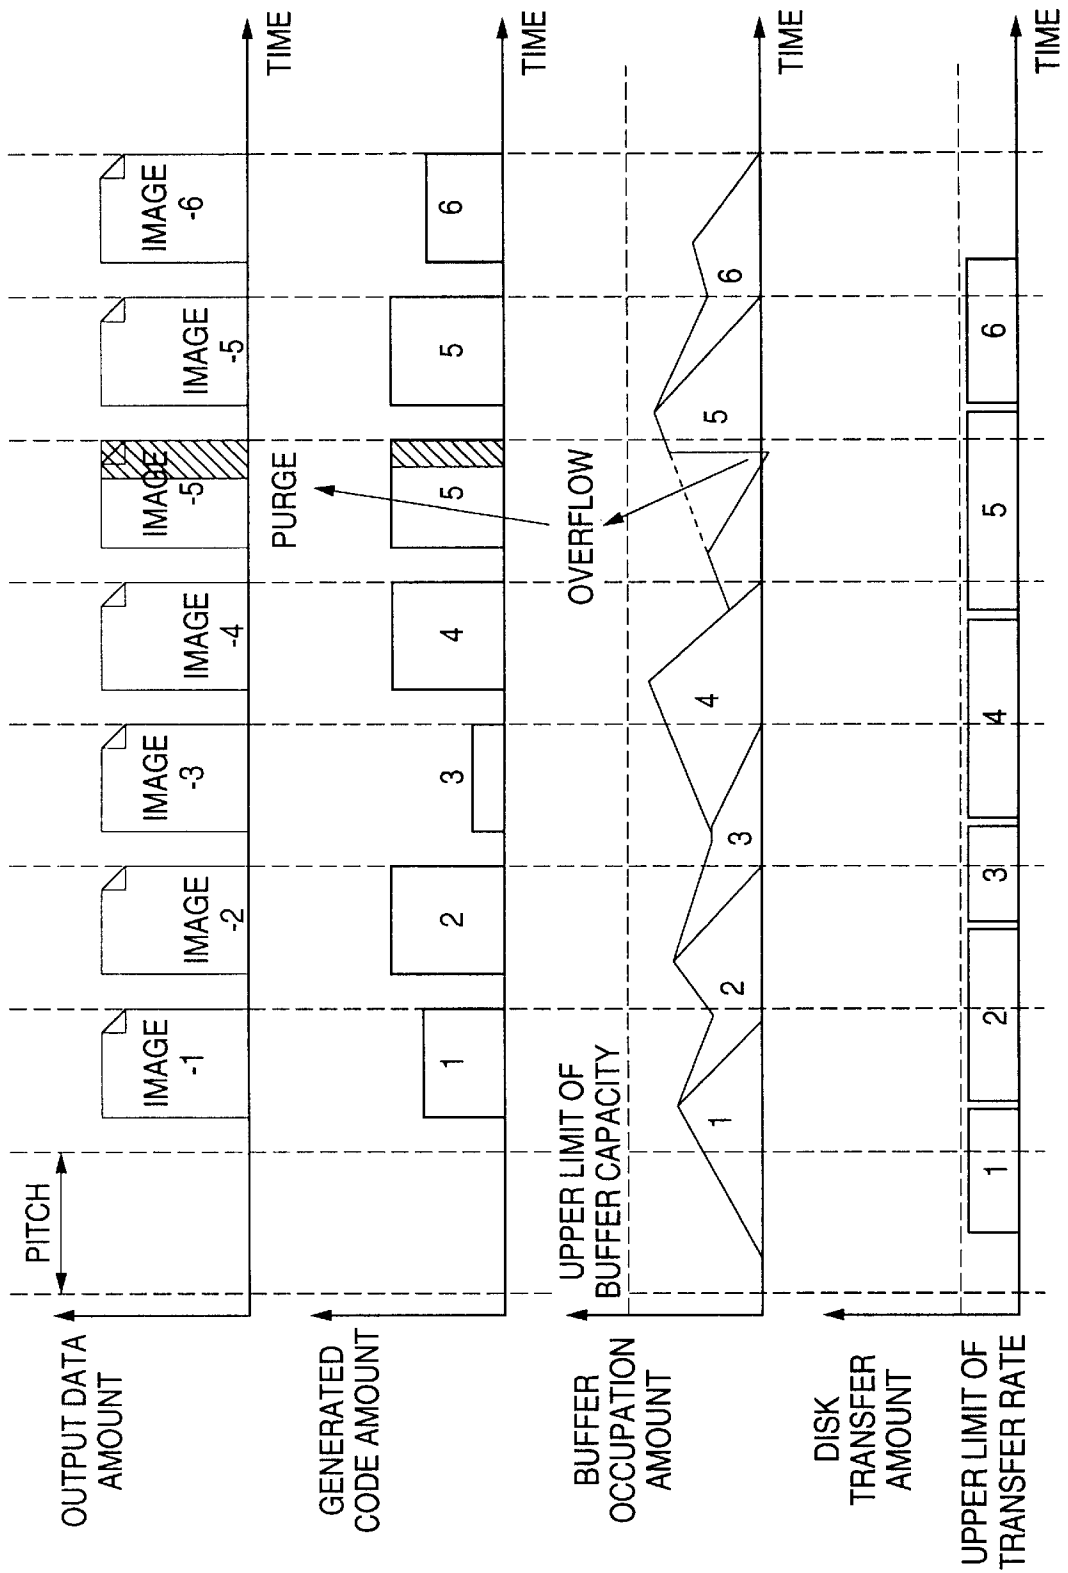 OUTPUT DATA
AMOUNT
PITCH
IMAGE
-1
IMAGE
-2
IMAGE
-3
IMAGE
-4
IMAGE
-5
IMAGE
-5
IMAGE
-6
TIME
PURGE
GENERATED
CODE AMOUNT
1
2
3
4
5
5
6
TIME
BUFFER
OCCUPATION
AMOUNT
UPPER LIMIT OF
BUFFER CAPACITY
OVERFLOW
1
2
3
4
5
6
TIME
DISK
TRANSFER
AMOUNT
UPPER LIMIT OF
TRANSFER RATE
1
2
3
4
5
6
TIME